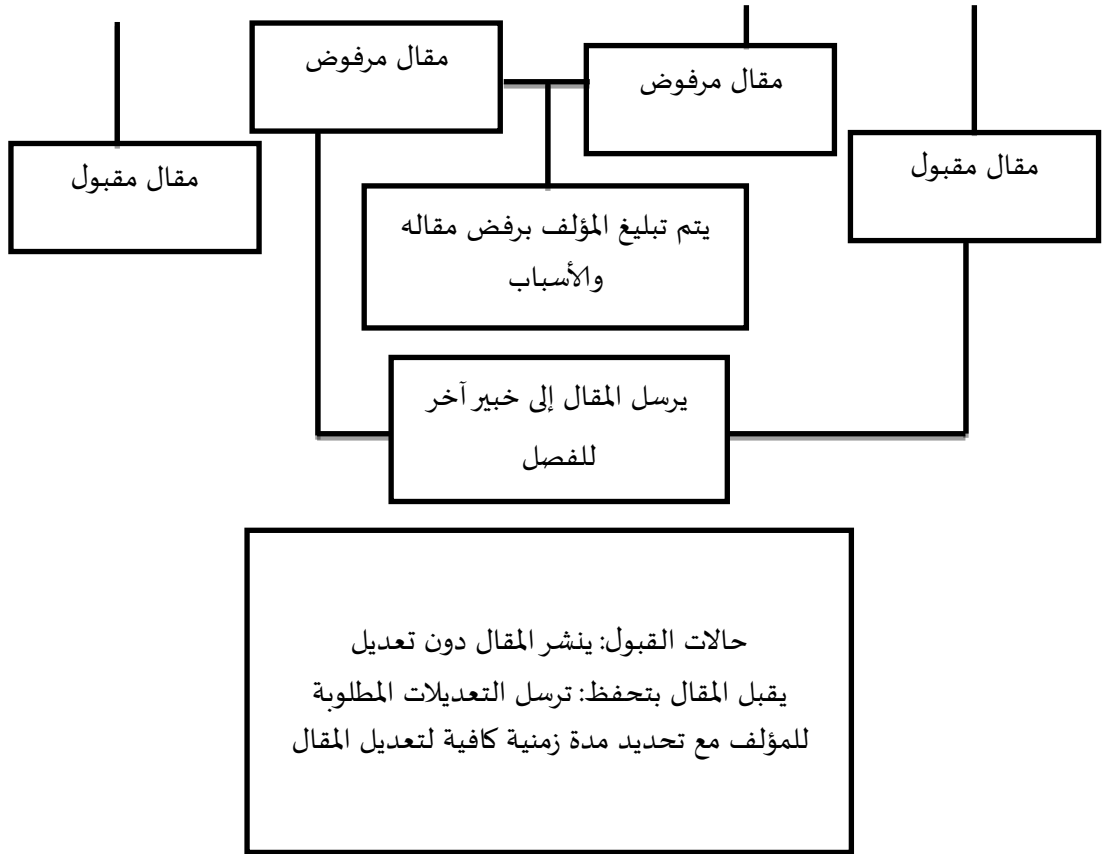 مقال مرفوض
مقال مرفوض
مقال مقبول
مقال مقبول
يتم تبليغ المؤلف برفض مقاله
والأسباب
يرسل المقال إلى خبير آخر
للفصل
حالات القبول: ينشر المقال دون تعديل
يقبل المقال بتحفظ: ترسل التعديلات المطلوبة
للمؤلف مع تحديد مدة زمنية كافية لتعديل المقال